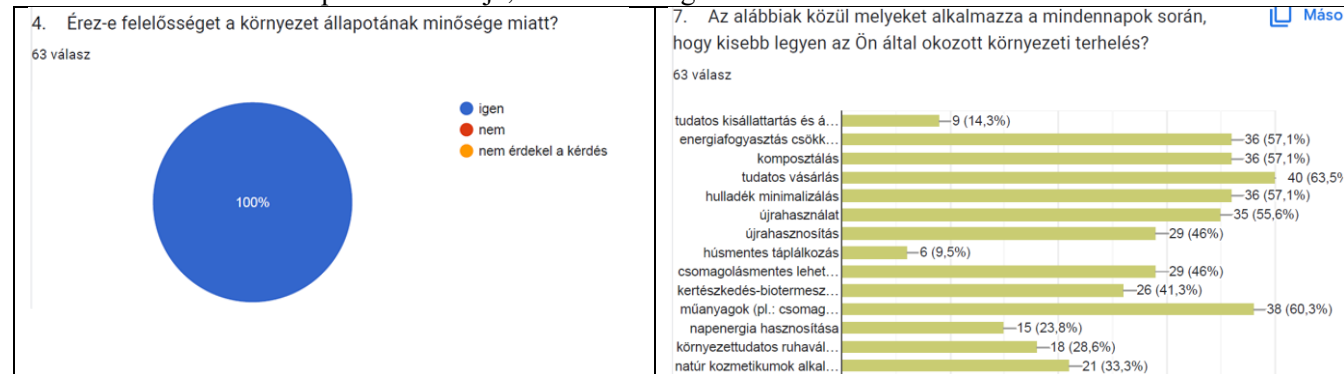 4. Érez-e felelősséget a környezet állapotának minősége miatt?
63 válasz
igen
nem
nem érdekel a kérdés
100%
7. Az alábbiak közül melyeket alkalmazza a mindennapok során,
hogy kisebb legyen az Ön által okozott környezeti terhelés?
Máso
63 válasz
tudatos kisállattartás és á… 9 (14,3%)
energiafogyasztás csökk… 36 (57,1%)
komposztálás 36 (57,1%)
tudatos vásárlás 40 (63,5%
hulladék minimalizálás 36 (57,1%)
újrahasználat 35 (55,6%)
újrahasznosítás 29 (46%)
húsmentes táplálkozás 6 (9,5%)
csomagolásmentes lehet… 29 (46%)
kertészkedés-biotermesz… 26 (41,3%)
műanyagok (pl.: csomag… 38 (60,3%)
napenergia hasznosítása 15 (23,8%)
környezettudatos ruhavál… 18 (28,6%)
natúr kozmetikumok alkal… 21 (33,3%)